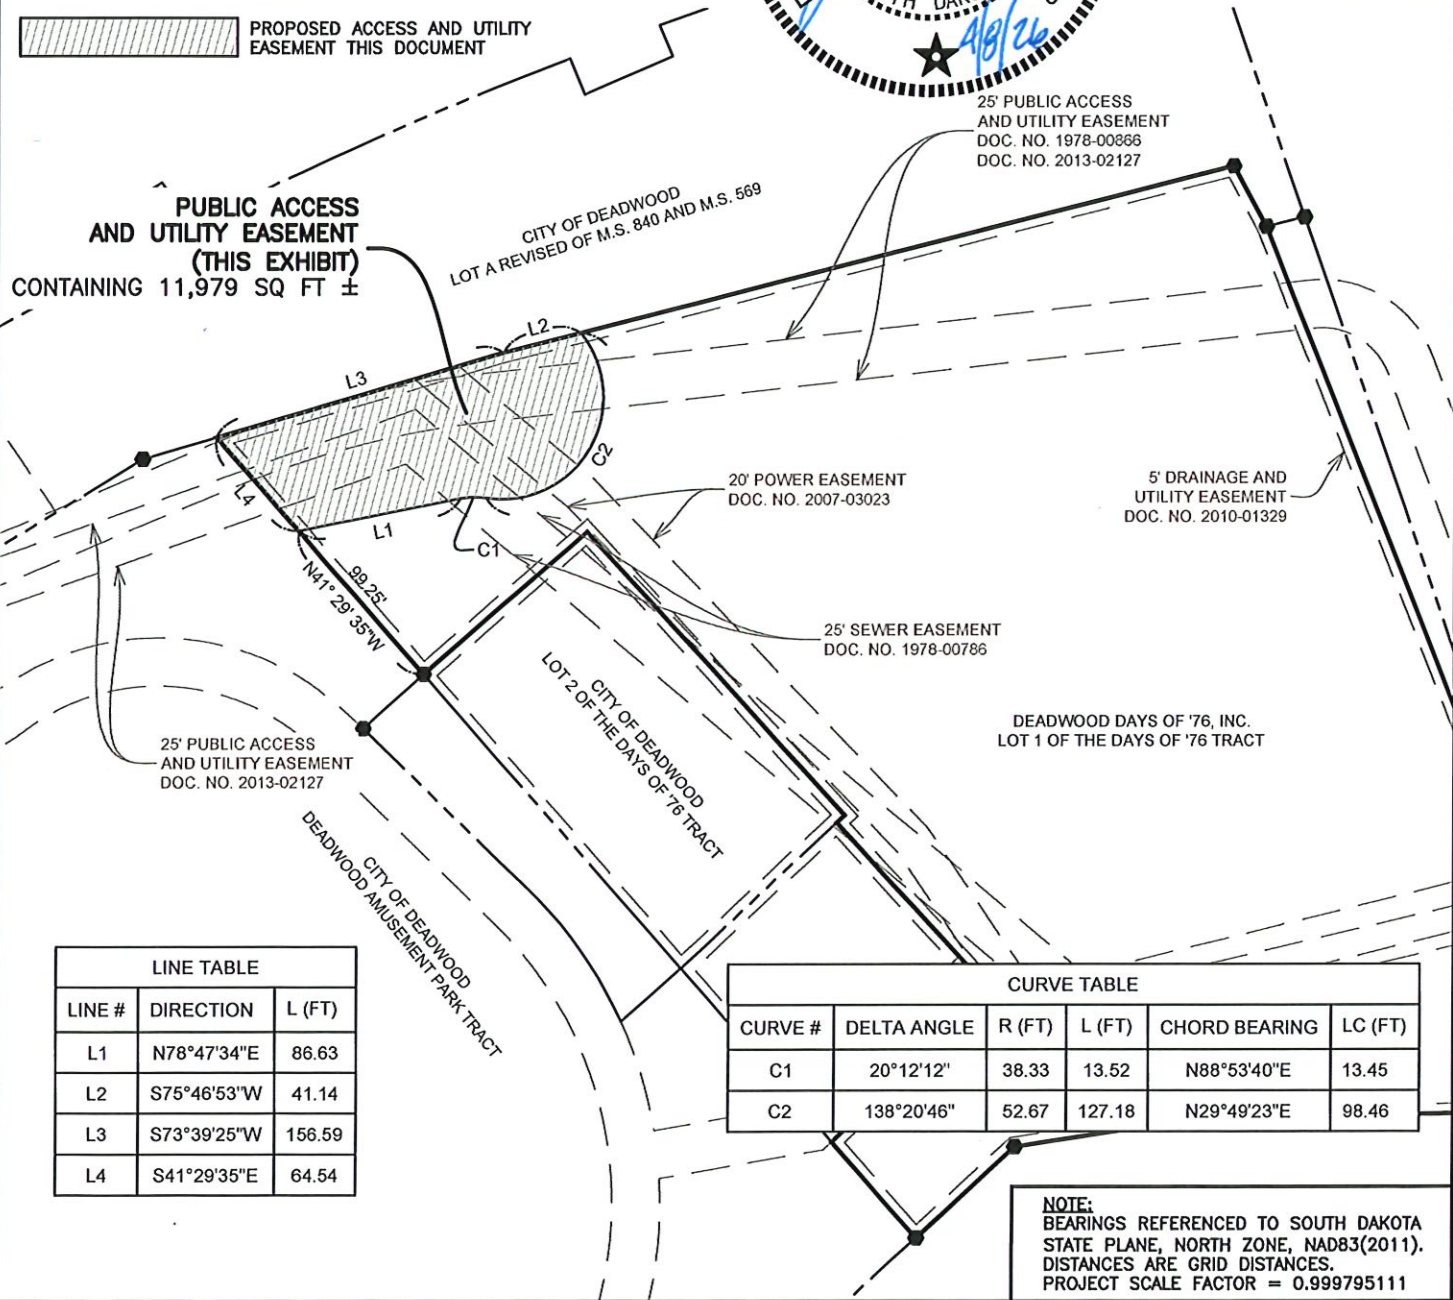 DAK
4/8/26
PROPOSED ACCESS AND UTILITY
EASEMENT THIS DOCUMENT
25' PUBLIC ACCESS
AND UTILITY EASEMENT
DOC. NO. 1978-00866
DOC. NO. 2013-02127
PUBLIC ACCESS
AND UTILITY EASEMENT
(THIS EXHIBIT)
CONTAINING 11,979 SQ FT ±
CITY OF DEADWOOD
LOT A REVISED OF M.S. 840 AND M.S. 569
L2
L3
C2
L4
L1
C1
20' POWER EASEMENT
DOC. NO. 2007-03023
5' DRAINAGE AND
UTILITY EASEMENT
DOC. NO. 2010-01329
99.25'
N41° 29' 35"W
25' SEWER EASEMENT
DOC. NO. 1978-00786
CITY OF DEADWOOD
LOT 2 OF THE DAYS OF '76 TRACT
DEADWOOD DAYS OF '76, INC.
LOT 1 OF THE DAYS OF '76 TRACT
25' PUBLIC ACCESS
AND UTILITY EASEMENT
DOC. NO. 2013-02127
CITY OF DEADWOOD
DEADWOOD AMUSEMENT PARK TRACT
LINE TABLE
LINE # DIRECTION L (FT)
L1 N78°47'34"E 86.63
L2 S75°46'53"W 41.14
L3 S73°39'25"W 156.59
L4 S41°29'35"E 64.54
CURVE TABLE
CURVE # DELTA ANGLE R (FT) L (FT) CHORD BEARING LC (FT)
C1 20°12'12" 38.33 13.52 N88°53'40"E 13.45
C2 138°20'46" 52.67 127.18 N29°49'23"E 98.46
NOTE:
BEARINGS REFERENCED TO SOUTH DAKOTA
STATE PLANE, NORTH ZONE, NAD83(2011).
DISTANCES ARE GRID DISTANCES.
PROJECT SCALE FACTOR = 0.999795111